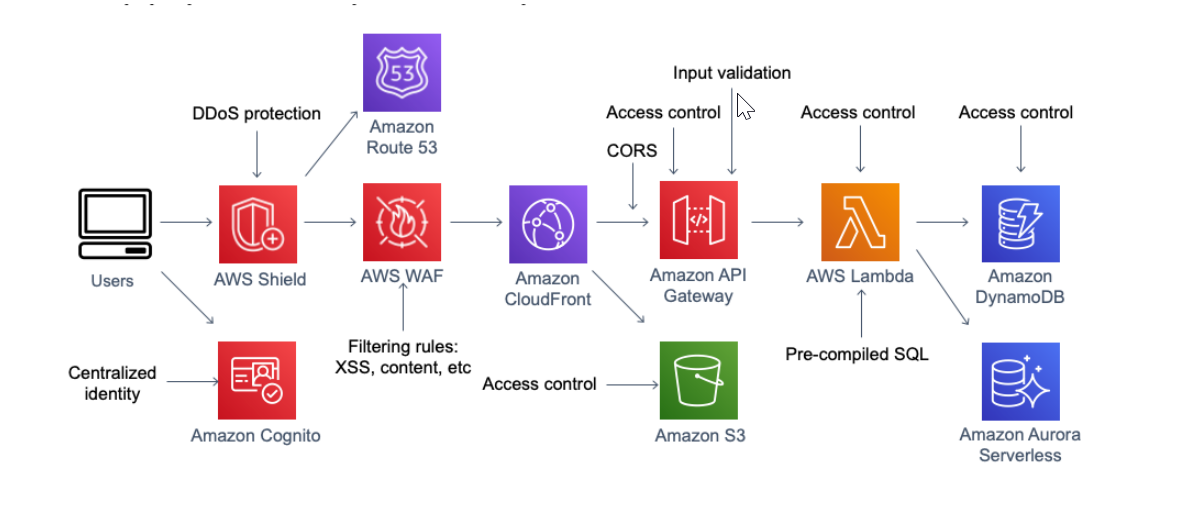 Input validation
DDoS protection
Access control
Access control
Access control
53
Amazon
Route 53
CORS
</>
Users
AWS Shield
AWS WAF
Amazon
CloudFront
Amazon API
Gateway
AWS Lambda
Amazon
DynamoDB
Filtering rules:
XSS, content, etc
Pre-compiled SQL
Centralized
identity
Access control
Amazon Cognito
Amazon S3
Amazon Aurora
Serverless